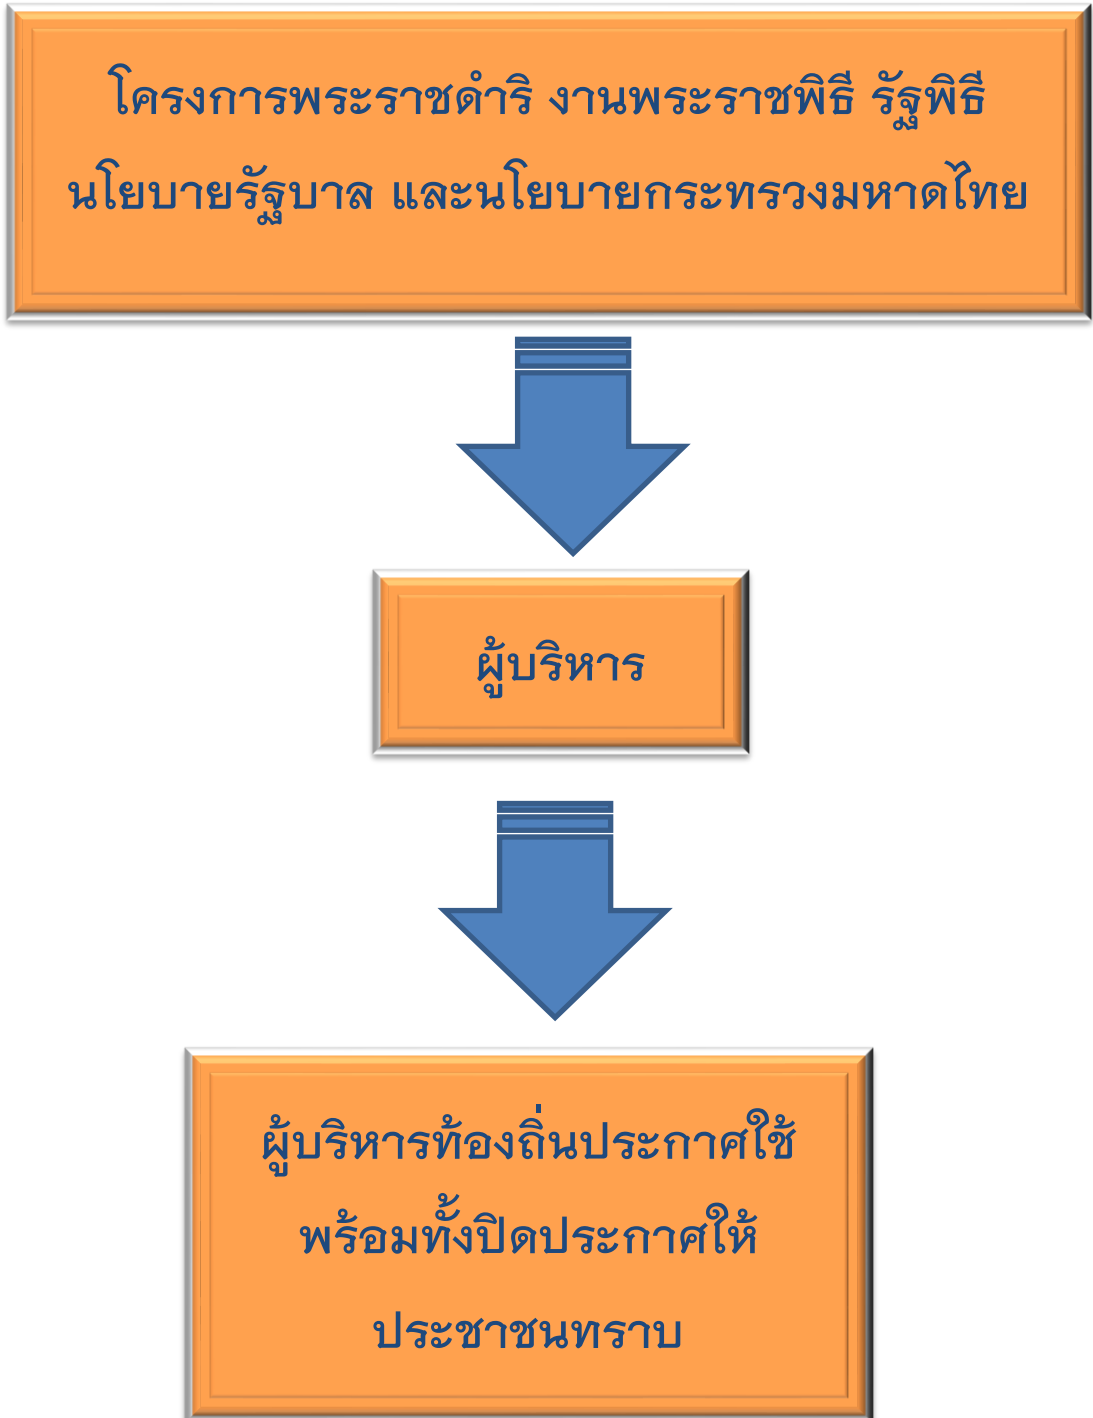 โครงการพระราชดำริ งานพระราชพิธี รัฐพิธี
นโยบายรัฐบาล และนโยบายกระทรวงมหาดไทย
ผู้บริหาร
ผู้บริหารท้องถิ่นประกาศใช้
พร้อมทั้งปิดประกาศให้
ประชาชนทราบ